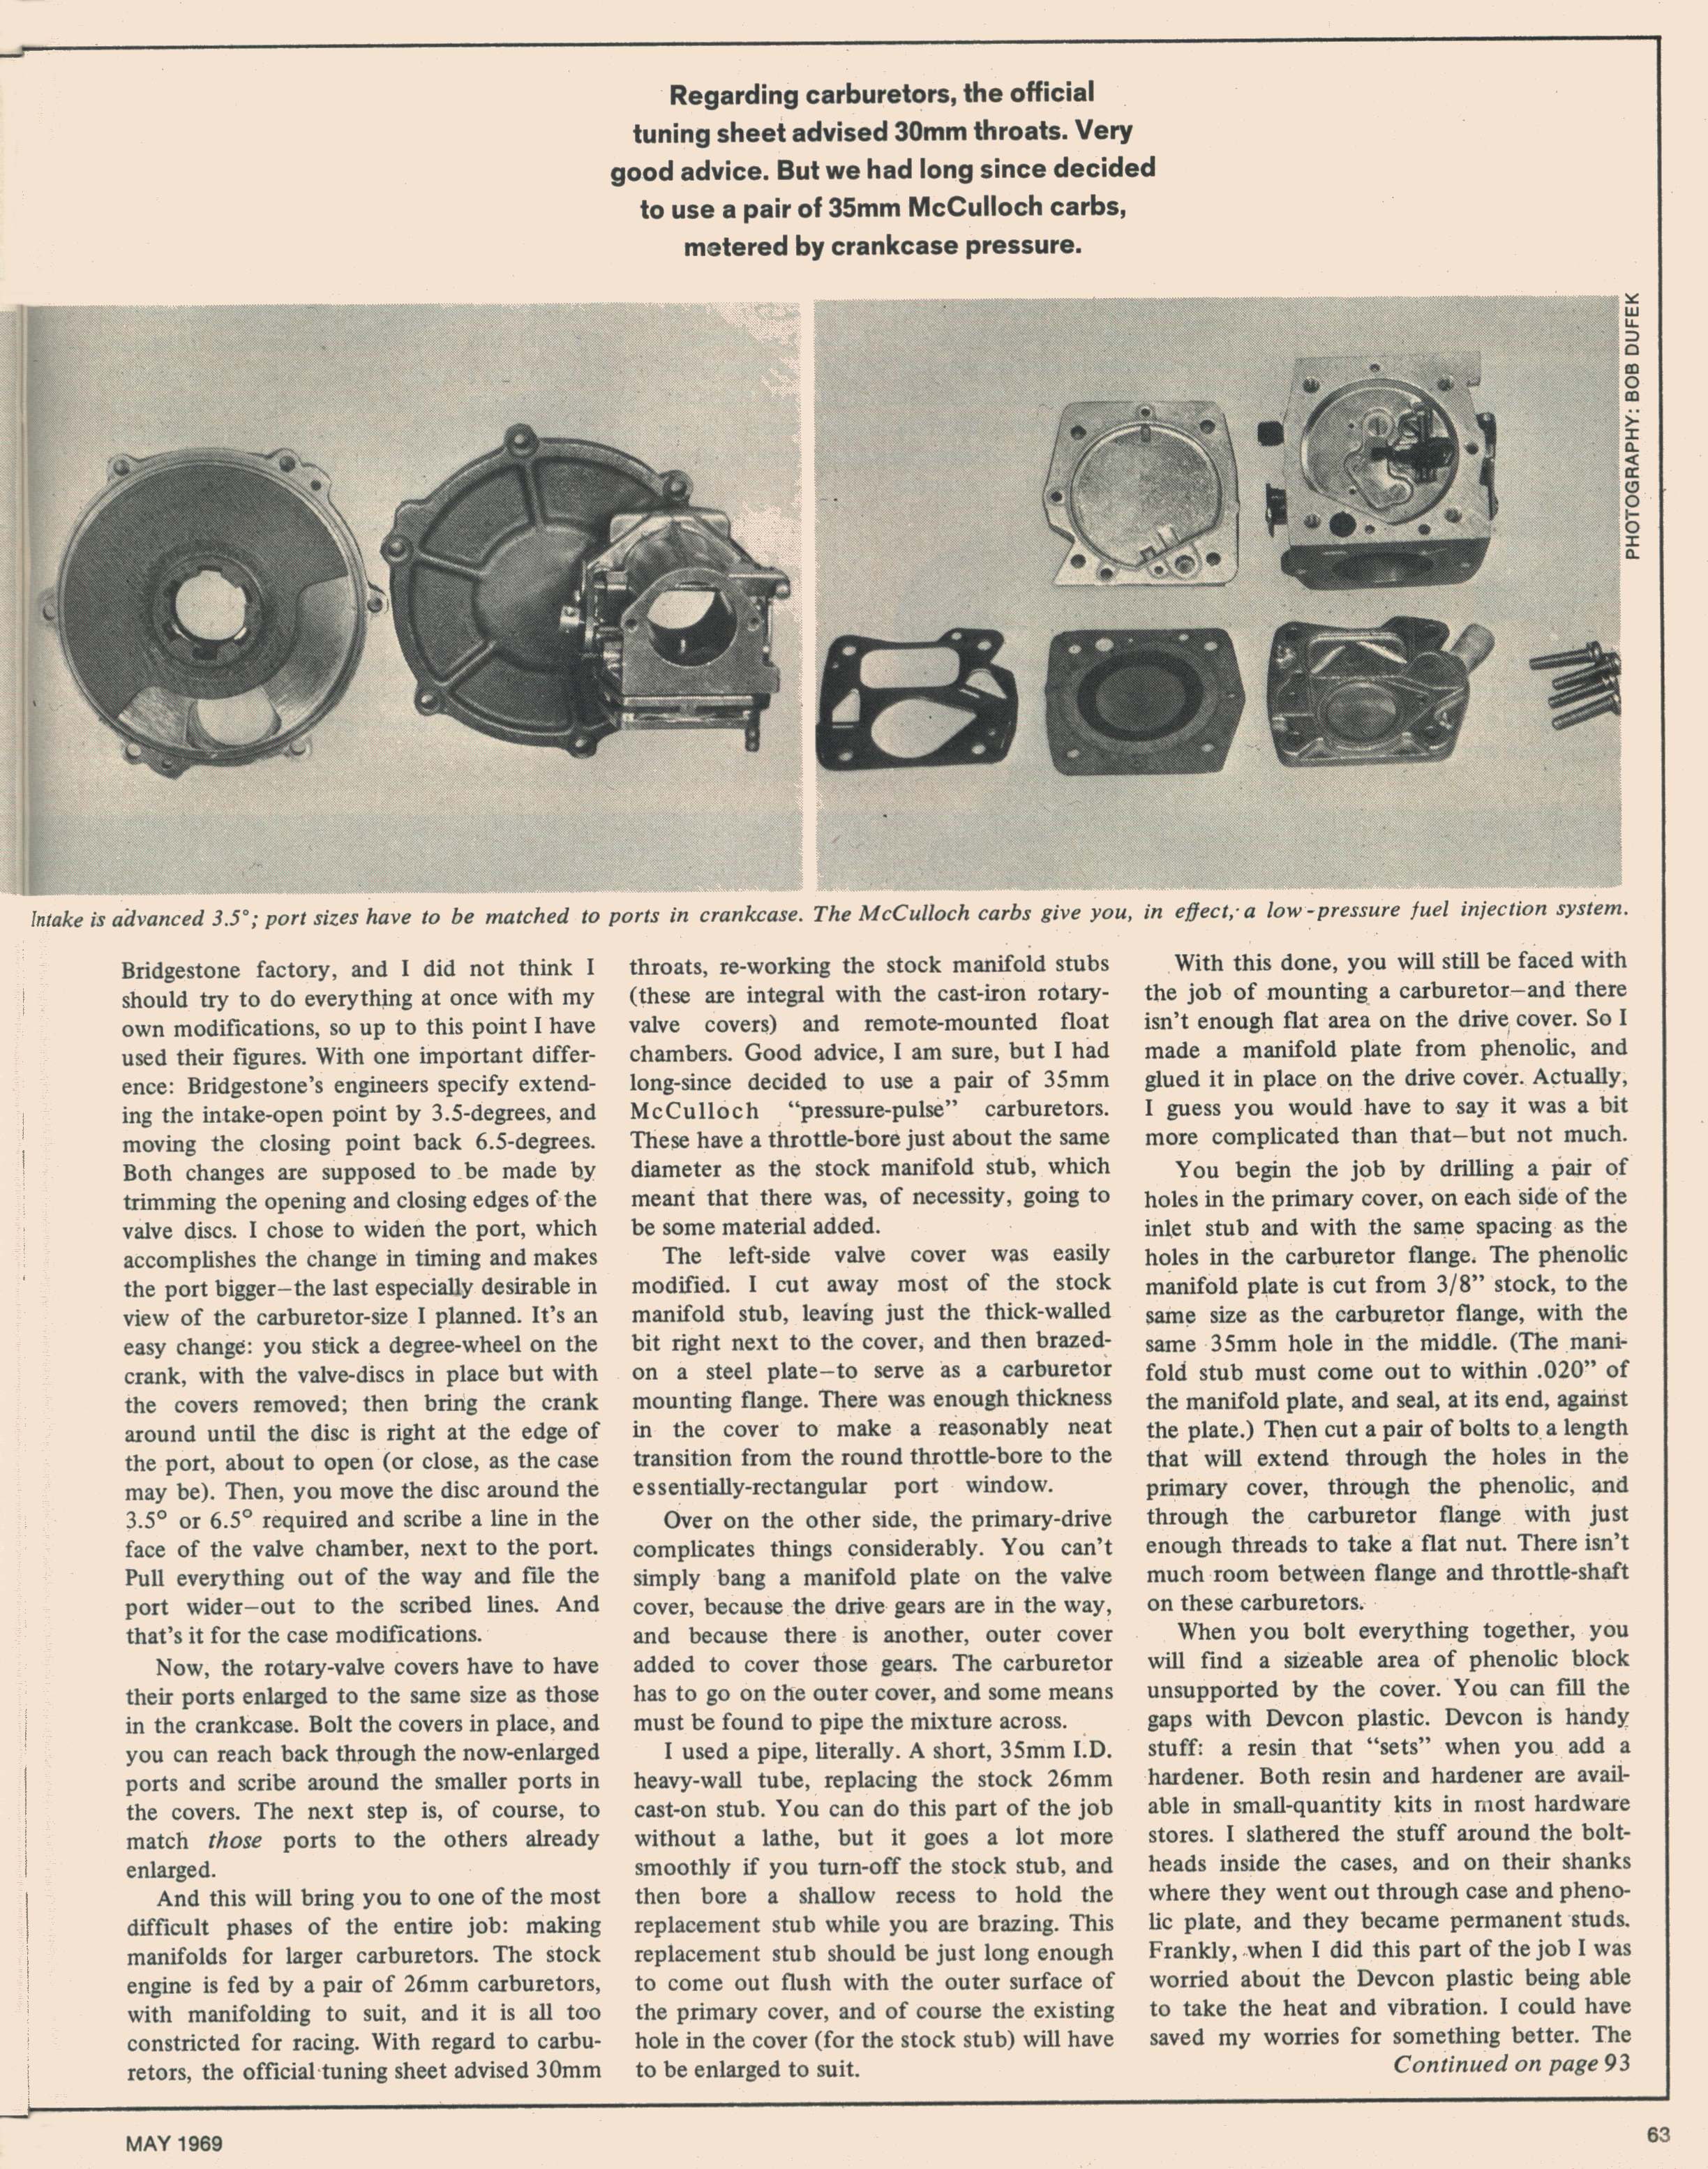 Regarding carburetors, the official
tuning sheet advised 30mm throats. Very
good advice. But we had long since decided
to use a pair of 35mm McCulloch carbs,
metered by crankcase pressure.
PHOTOGRAPHY: BOB DUFEK
Intake is advanced 3.5°; port sizes have to be matched to ports in crankcase. The McCulloch carbs give you, in effect, a low-pressure fuel injection system.
Bridgestone factory, and I did not think I
should try to do everything at once with my
own modifications, so up to this point I have
used their figures. With one important differ-
ence: Bridgestone's engineers specify extend-
ing the intake-open point by 3.5-degrees, and
moving the closing point back 6.5-degrees.
Both changes are supposed to be made by
trimming the opening and closing edges of the
valve discs. I chose to widen the port, which
accomplishes the change in timing and makes
the port bigger—the last especially desirable in
view of the carburetor-size I planned. It's an
easy change: you stick a degree-wheel on the
crank, with the valve-discs in place but with
the covers removed; then bring the crank
around until the disc is right at the edge of
the port, about to open (or close, as the case
may be). Then, you move the disc around the
3.5° or 6.5° required and scribe a line in the
face of the valve chamber, next to the port.
Pull everything out of the way and file the
port wider—out to the scribed lines. And
that's it for the case modifications.
Now, the rotary-valve covers have to have
their ports enlarged to the same size as those
in the crankcase. Bolt the covers in place, and
you can reach back through the now-enlarged
ports and scribe around the smaller ports in
the covers. The next step is, of course, to
match those ports to the others already
enlarged.
And this will bring you to one of the most
difficult phases of the entire job: making
manifolds for larger carburetors. The stock
engine is fed by a pair of 26mm carburetors,
with manifolding to suit, and it is all too
constricted for racing. With regard to carbu-
retors, the official tuning sheet advised 30mm
throats, re-working the stock manifold stubs
(these are integral with the cast-iron rotary-
valve covers) and remote-mounted float
chambers. Good advice, I am sure, but I had
long-since decided to use a pair of 35mm
McCulloch "pressure-pulse" carburetors.
These have a throttle-bore just about the same
diameter as the stock manifold stub, which
meant that there was, of necessity, going to
be some material added.
The left-side valve cover was easily
modified. I cut away most of the stock
manifold stub, leaving just the thick-walled
bit right next to the cover, and then brazed-
on a steel plate—to serve as a carburetor
mounting flange. There was enough thickness
in the cover to make a reasonably neat
transition from the round throttle-bore to the
essentially-rectangular port window.
Over on the other side, the primary-drive
complicates things considerably. You can't
simply bang a manifold plate on the valve
cover, because the drive gears are in the way,
and because there is another, outer cover
added to cover those gears. The carburetor
has to go on the outer cover, and some means
must be found to pipe the mixture across.
I used a pipe, literally. A short, 35mm I.D.
heavy-wall tube, replacing the stock 26mm
cast-on stub. You can do this part of the job
without a lathe, but it goes a lot more
smoothly if you turn-off the stock stub, and
then bore a shallow recess to hold the
replacement stub while you are brazing. This
replacement stub should be just long enough
to come out flush with the outer surface of
the primary cover, and of course the existing
hole in the cover (for the stock stub) will have
to be enlarged to suit.
With this done, you will still be faced with
the job of mounting a carburetor—and there
isn't enough flat area on the drive cover. So I
made a manifold plate from phenolic, and
glued it in place on the drive cover. Actually,
I guess you would have to say it was a bit
more complicated than that—but not much.
You begin the job by drilling a pair of
holes in the primary cover, on each side of the
inlet stub and with the same spacing as the
holes in the carburetor flange. The phenolic
manifold plate is cut from 3/8" stock, to the
same size as the carburetor flange, with the
same 35mm hole in the middle. (The mani-
fold stub must come out to within .020" of
the manifold plate, and seal, at its end, against
the plate.) Then cut a pair of bolts to a length
that will extend through the holes in the
primary cover, through the phenolic, and
through the carburetor flange with just
enough threads to take a flat nut. There isn't
much room between flange and throttle-shaft
on these carburetors.
When you bolt everything together, you
will find a sizeable area of phenolic block
unsupported by the cover. You can fill the
gaps with Devcon plastic. Devcon is handy
stuff: a resin that "sets" when you add a
hardener. Both resin and hardener are avail-
able in small-quantity kits in most hardware
stores. I slathered the stuff around the bolt-
heads inside the cases, and on their shanks
where they went out through case and pheno-
lic plate, and they became permanent studs.
Frankly, when I did this part of the job I was
worried about the Devcon plastic being able
to take the heat and vibration. I could have
saved my worries for something better. The
Continued on page 93
MAY 1969
63